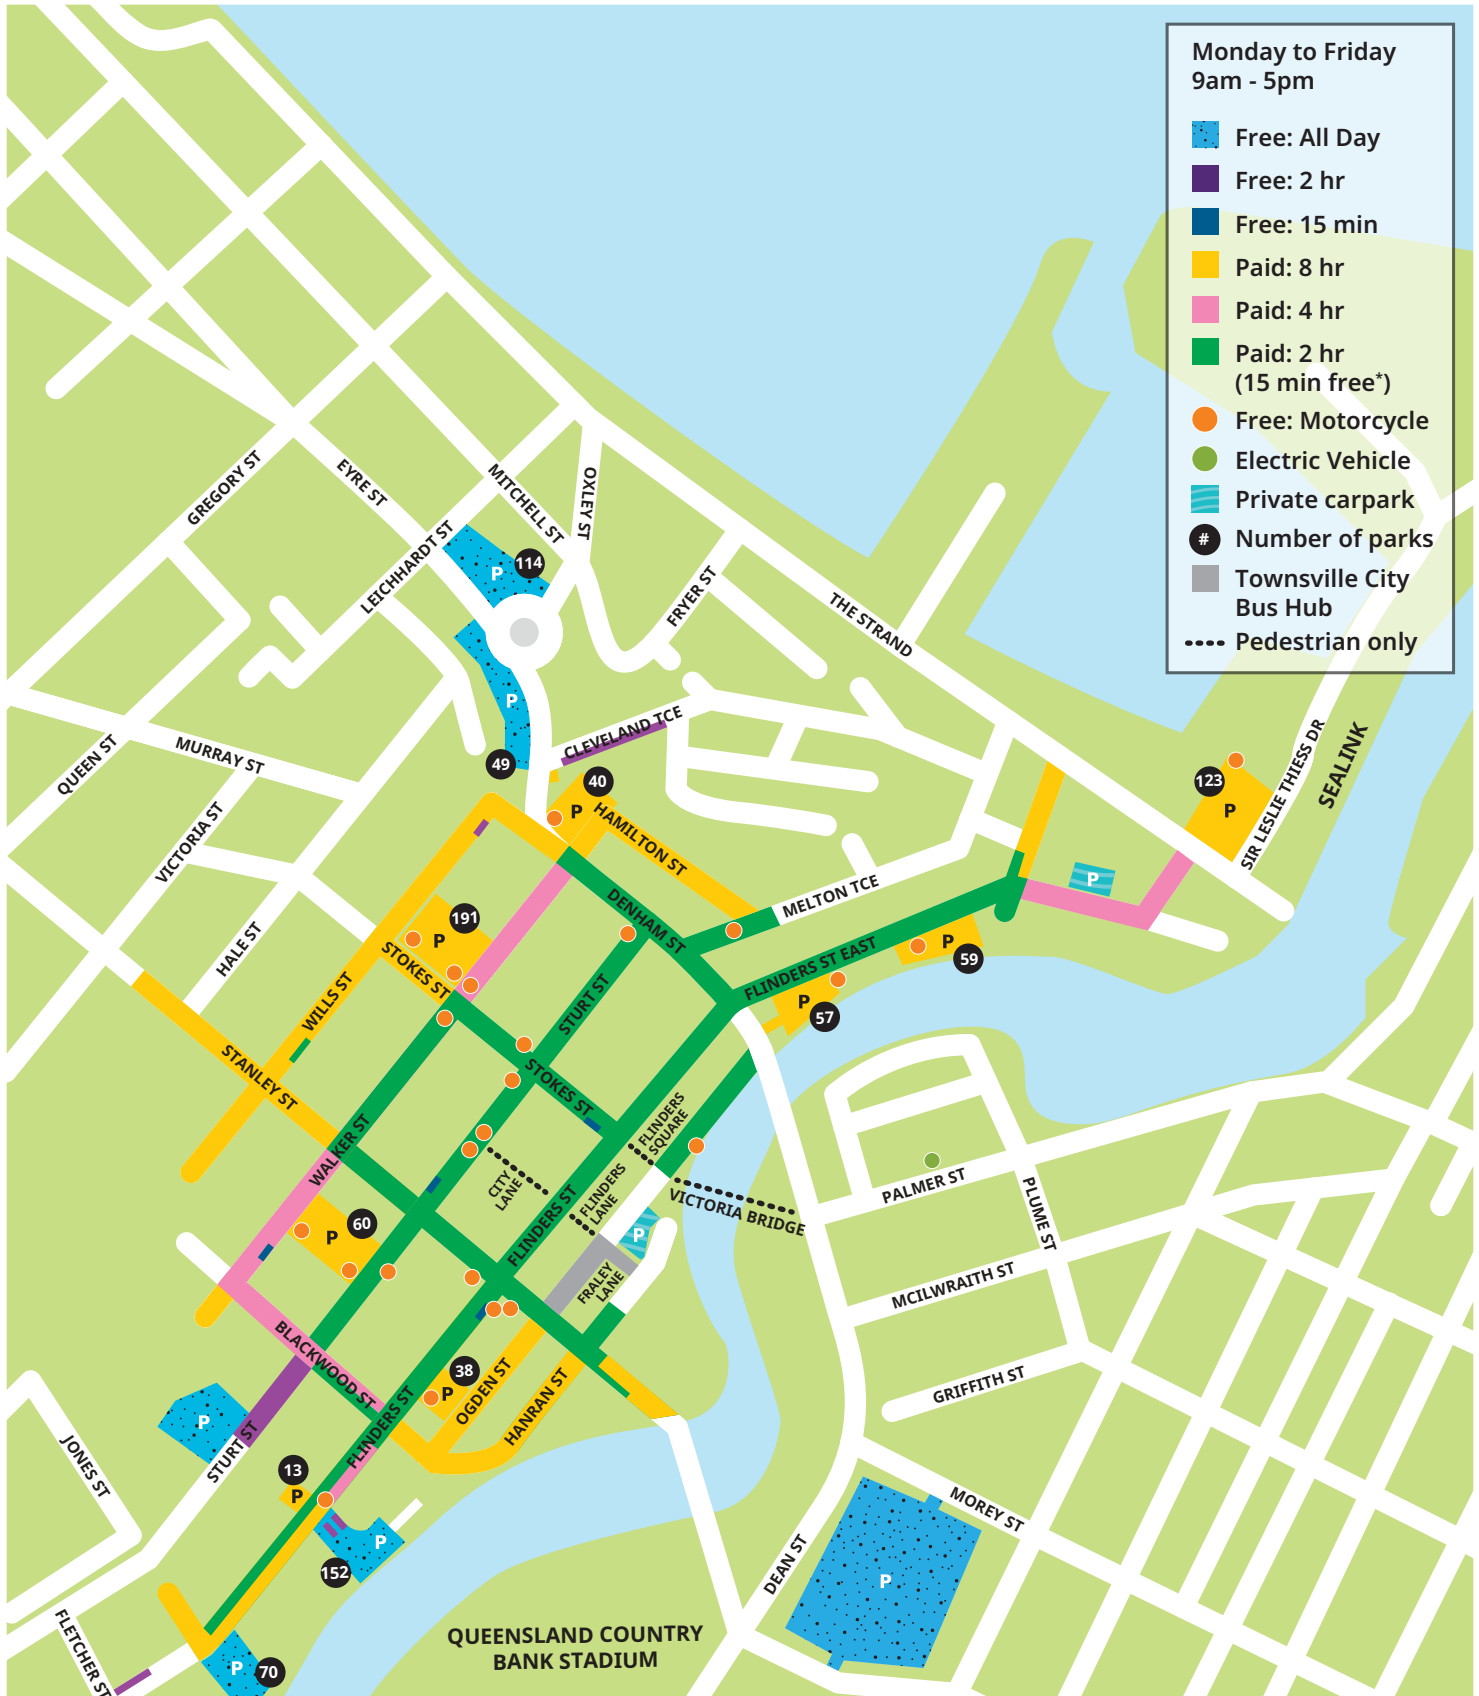 Monday to Friday
9am - 5pm
Free: All Day
Free: 2 hr
Free: 15 min
Paid: 8 hr
Paid: 4 hr
Paid: 2 hr
(15 min free*)
Free: Motorcycle
Electric Vehicle
Private carpark
# Number of parks
Townsville City
Bus Hub
Pedestrian only
GREGORY ST
EYRE ST
MITCHELL ST
OXLEY ST
LEICHHARDT ST
P
114
FRYER ST
THE STRAND
P
49
CLEVELAND TCE
QUEEN ST
MURRAY ST
VICTORIA ST
HALE ST
40
P
HAMILTON ST
SIR LESLIE THIESS DR
SEALINK
123
P
P
MELTON TCE
DENHAM ST
191
P
STOKES ST
WILLS ST
STURT ST
FLINDERS ST EAST
P
59
P
57
STANLEY ST
STOKES ST
WALKER ST
FLINDERS
SQUARE
CITY
LANE
FLINDERS
LANE
VICTORIA BRIDGE
FLINDERS ST
PALMER ST
PLUME ST
60
P
P
FRALEY
LANE
MCILWRAITH ST
BLACKWOOD ST
38
P
OGDEN ST
HANRAN ST
GRIFFITH ST
FLINDERS ST
P
STURT ST
JONES ST
13
P
P
152
MOREY ST
DEAN ST
P
FLETCHER ST
QUEENSLAND COUNTRY
BANK STADIUM
P
70